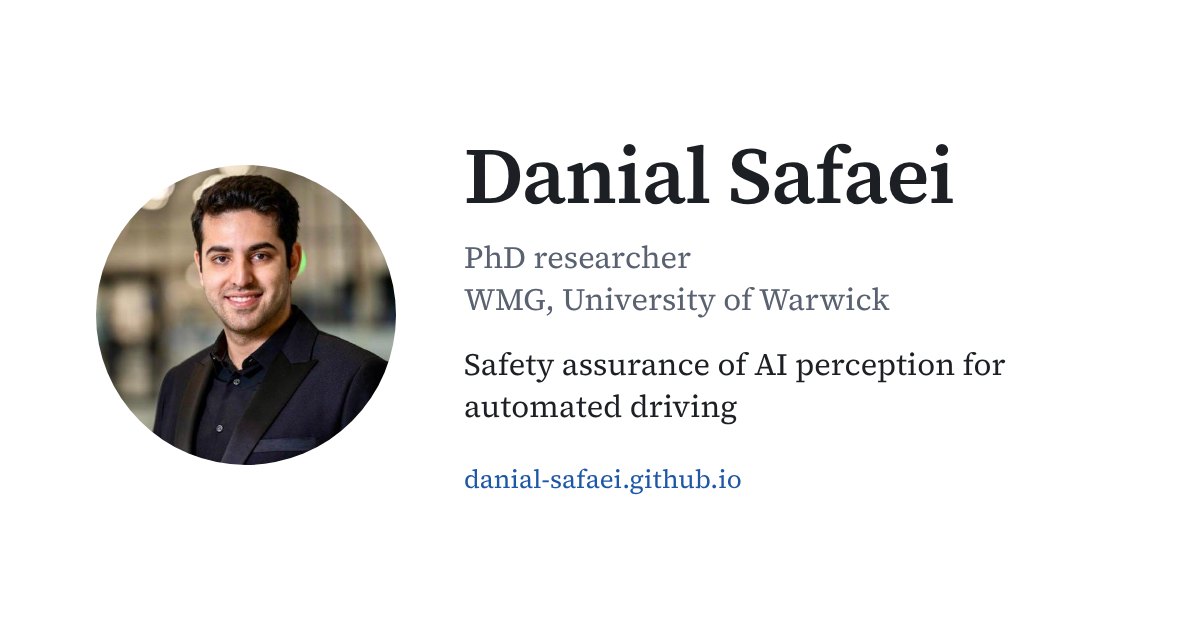 Danial Safaei
PhD researcher
WMG, University of Warwick
Safety assurance of AI perception for
automated driving
danial-safaei.github.io